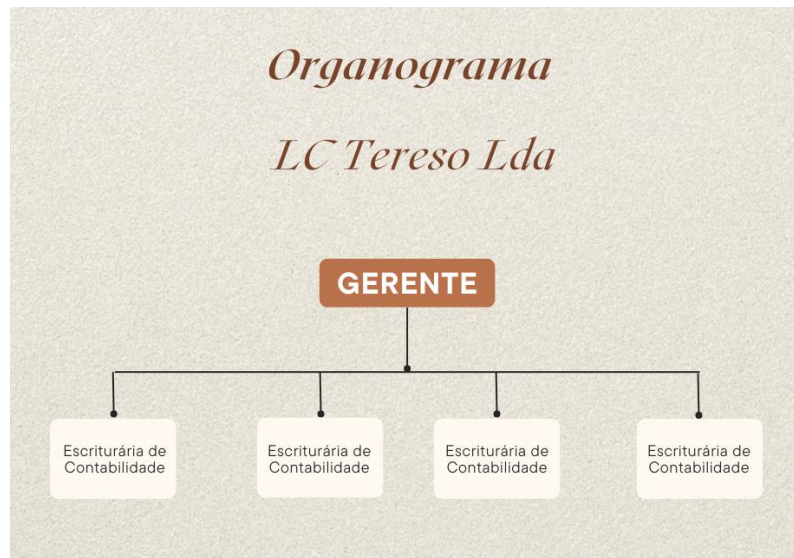 Organograma
LC Tereso Lda
GERENTE
Escriturária de
Contabilidade
Escriturária de
Contabilidade
Escriturária de
Contabilidade
Escriturária de
Contabilidade